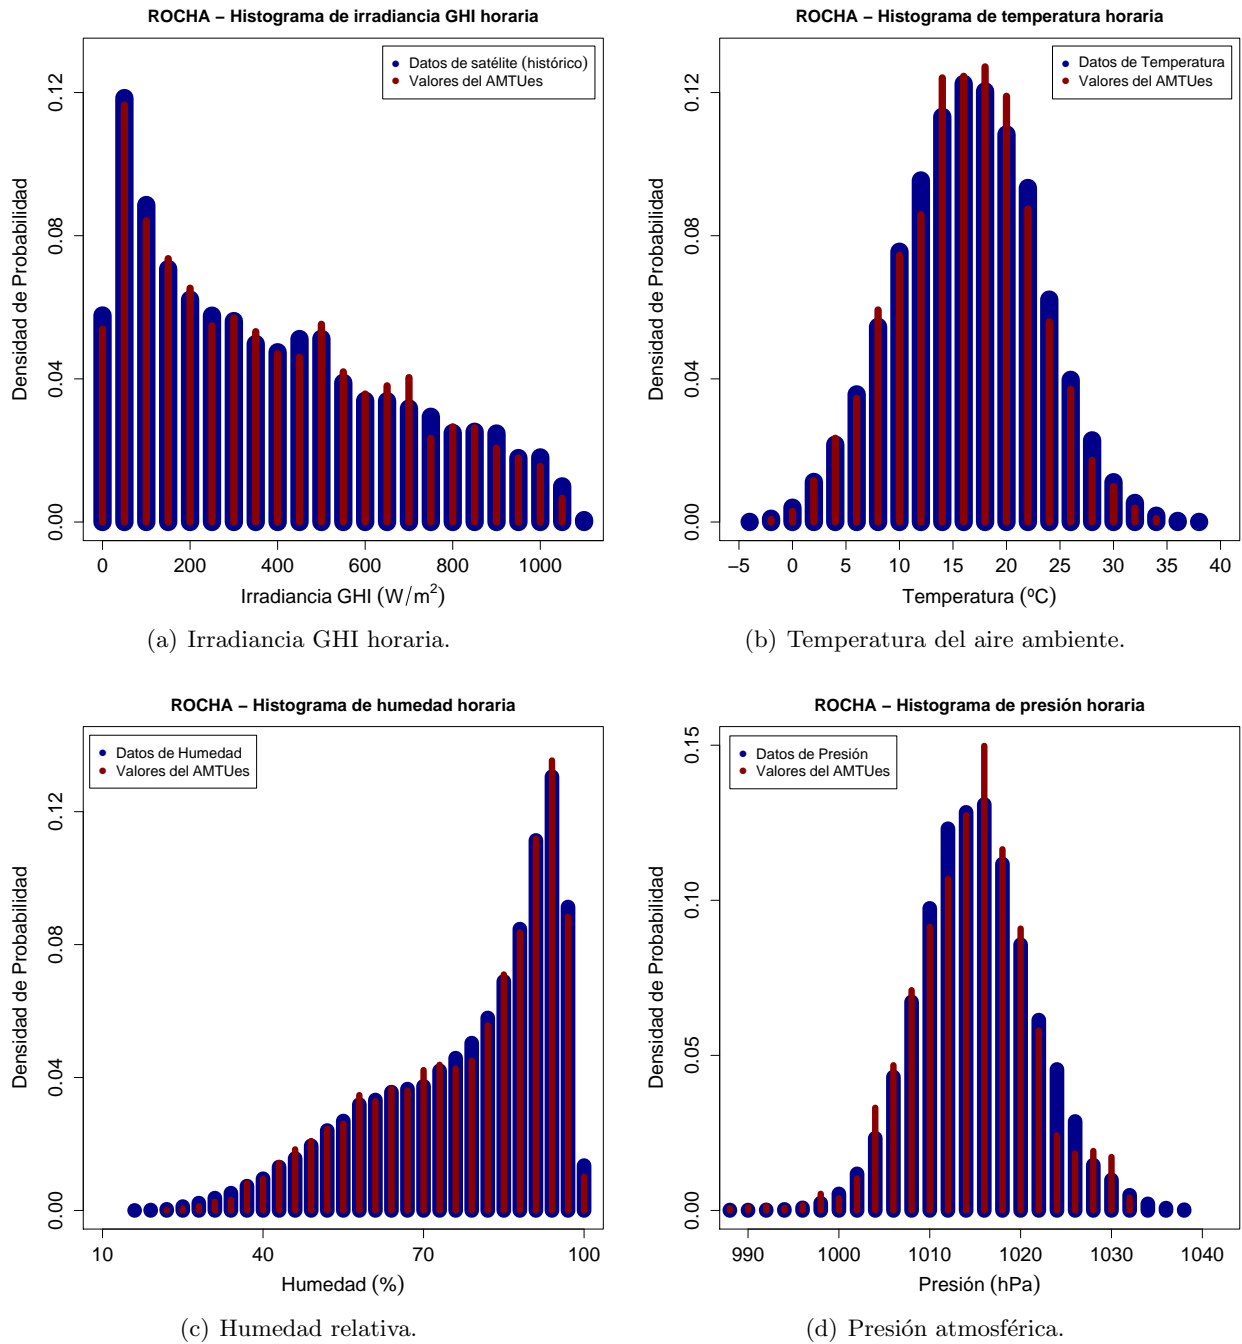 ROCHA – Histograma de irradiancia GHI horaria
Datos de satélite (histórico)
Valores del AMTUes
Densidad de Probabilidad
0.00 0.04 0.08 0.12
0 200 400 600 800 1000
Irradiancia GHI (W/m²)
(a) Irradiancia GHI horaria.
ROCHA – Histograma de temperatura horaria
Datos de Temperatura
Valores del AMTUes
Densidad de Probabilidad
0.00 0.04 0.08 0.12
−5 0 5 10 15 20 25 30 35 40
Temperatura (ºC)
(b) Temperatura del aire ambiente.
ROCHA – Histograma de humedad horaria
Datos de Humedad
Valores del AMTUes
Densidad de Probabilidad
0.00 0.04 0.08 0.12
10 40 70 100
Humedad (%)
(c) Humedad relativa.
ROCHA – Histograma de presión horaria
Datos de Presión
Valores del AMTUes
Densidad de Probabilidad
0.00 0.05 0.10 0.15
990 1000 1010 1020 1030 1040
Presión (hPa)
(d) Presión atmosférica.